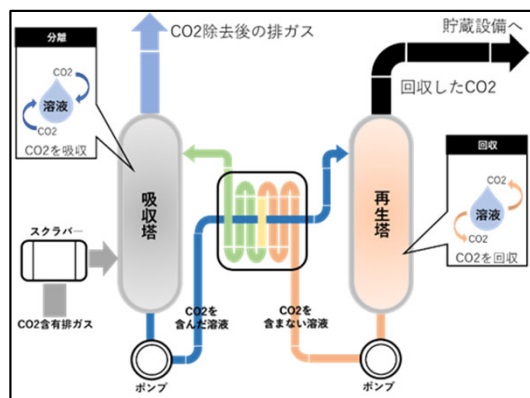 分離
CO2
溶液
CO2
CO2を吸収
CO2除去後の排ガス
貯蔵設備へ
回収したCO2
回収
CO2
溶液
CO2
CO2を回収
吸収塔
再生塔
スクラバー
CO2含有排ガス
CO2を
含んだ溶液
CO2を
含まない溶液
ポンプ
ポンプ